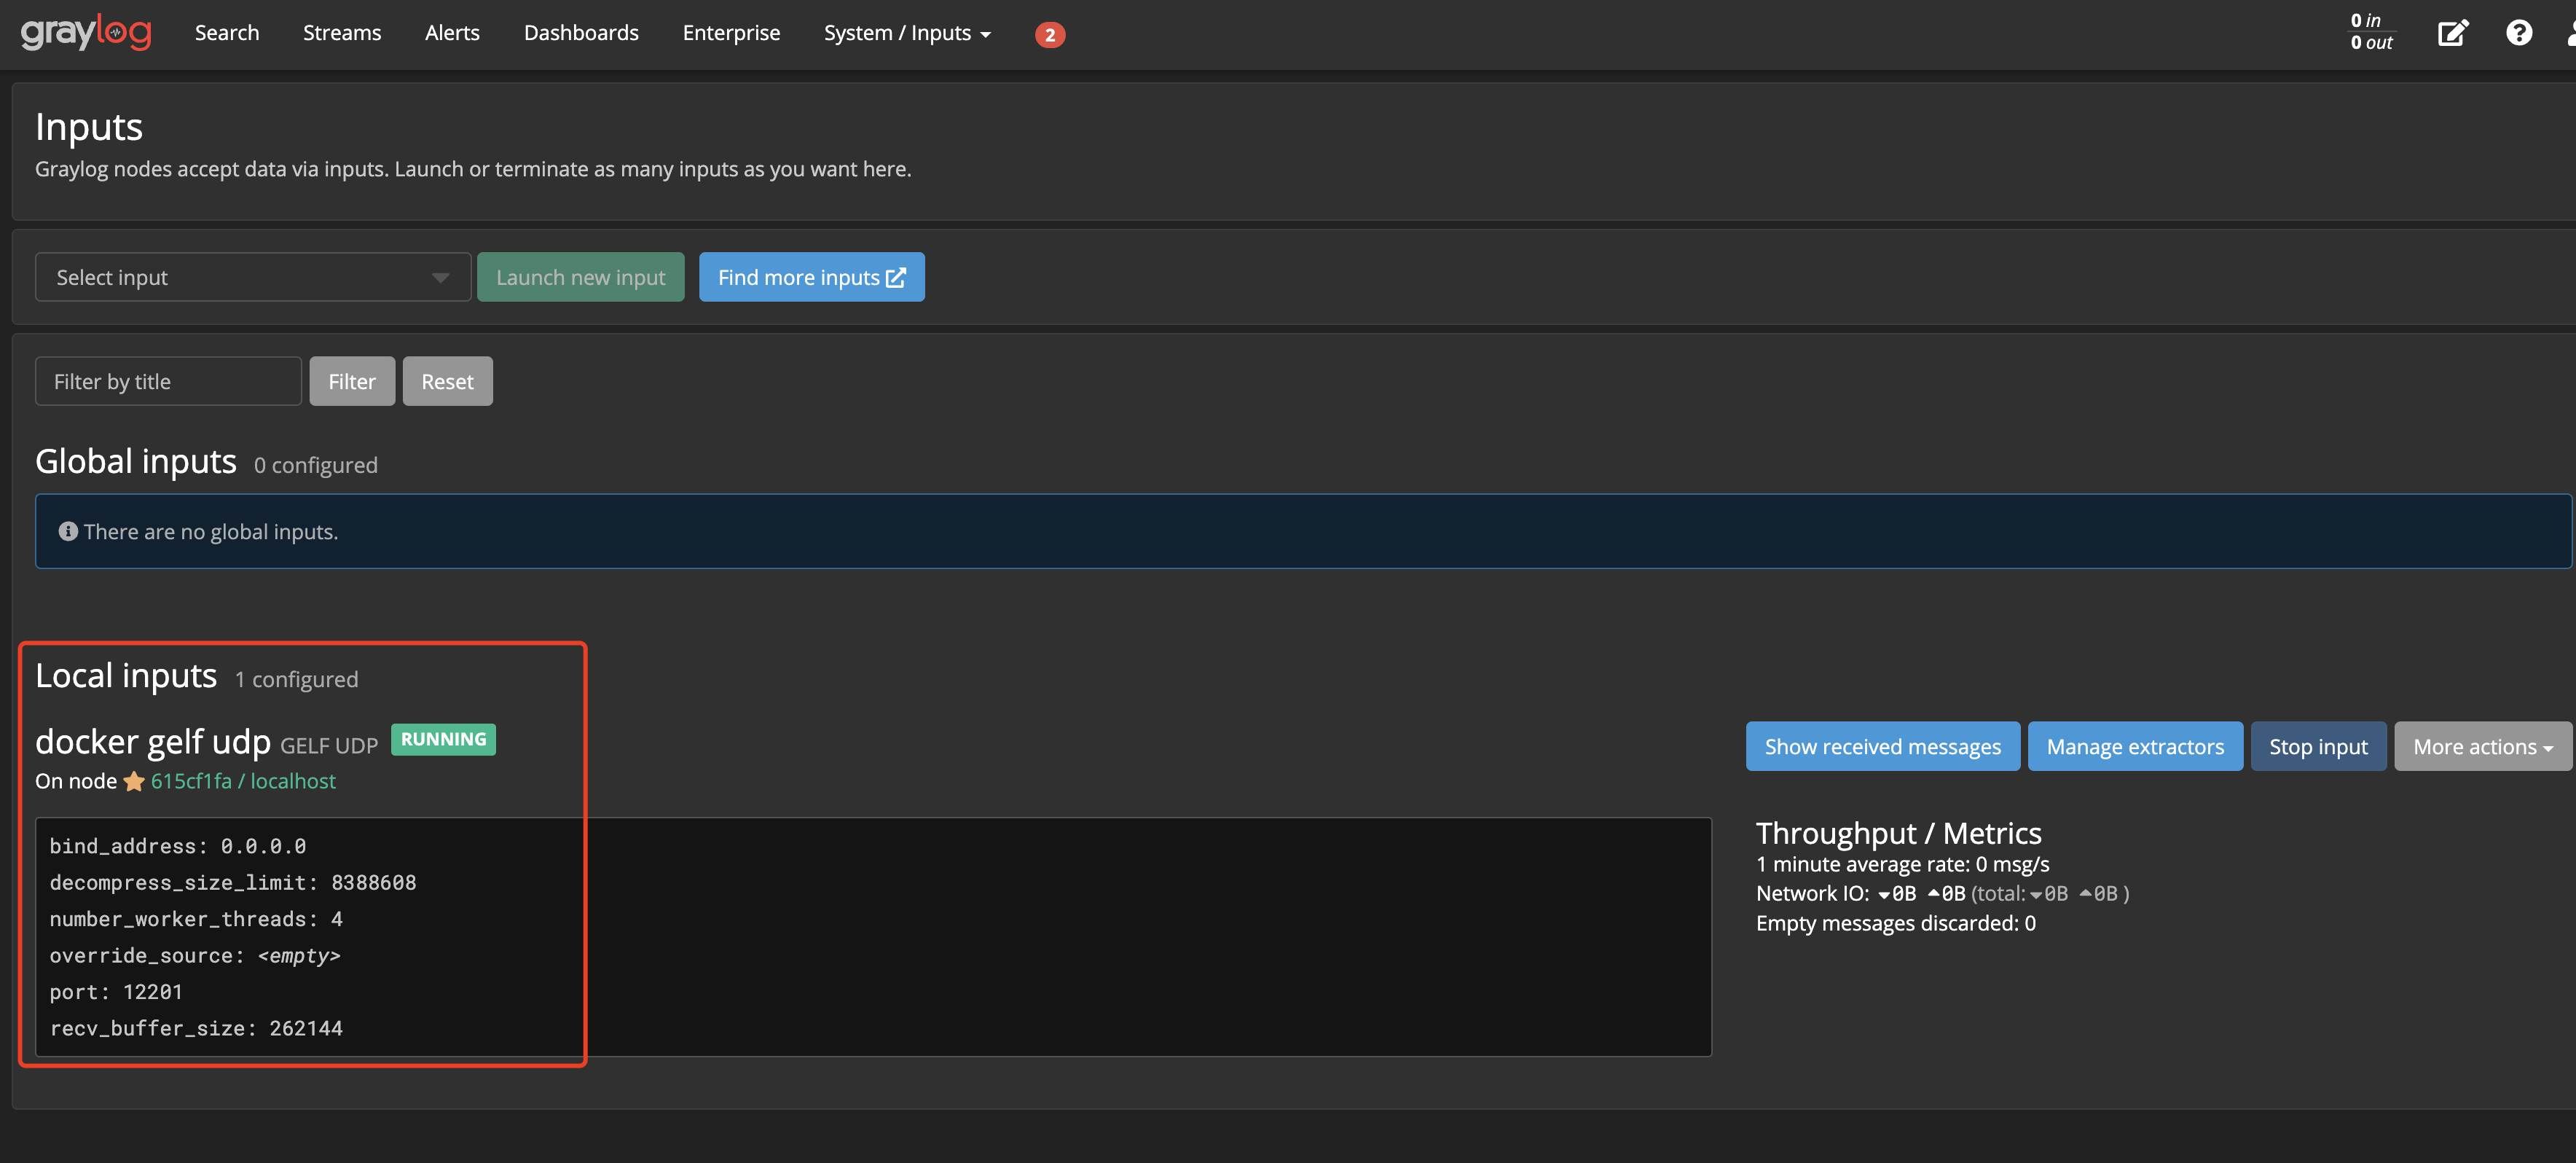 graylog Search Streams Alerts Dashboards Enterprise System / Inputs 2 0 in
0 out
Inputs
Graylog nodes accept data via inputs. Launch or terminate as many inputs as you want here.
Select input Launch new input Find more inputs
Filter by title Filter Reset
Global inputs 0 configured
There are no global inputs.
Local inputs 1 configured
docker gelf udp GELF UDP RUNNING
On node 615cf1fa / localhost
Show received messages Manage extractors Stop input More actions
bind_address: 0.0.0.0
decompress_size_limit: 8388608
number_worker_threads: 4
override_source: <empty>
port: 12201
recv_buffer_size: 262144
Throughput / Metrics
1 minute average rate: 0 msg/s
Network IO: 0B 0B (total: 0B 0B )
Empty messages discarded: 0